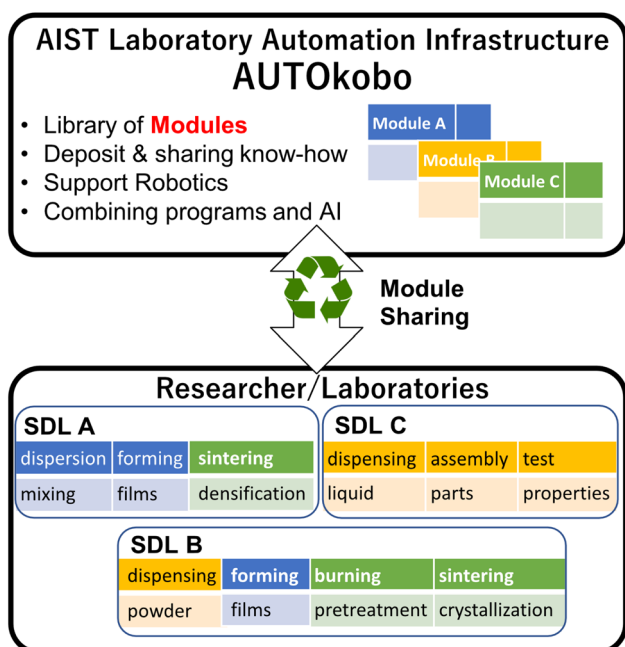 AIST Laboratory Automation Infrastructure
AUTOkobo
• Library of Modules
• Deposit & sharing know-how
• Support Robotics
• Combining programs and AI
Module A
Module B
Module C
Module
Sharing
Researcher/Laboratories
SDL A
dispersion forming sintering
mixing films densification
SDL C
dispensing assembly test
liquid parts properties
SDL B
dispensing forming burning sintering
powder films pretreatment crystallization